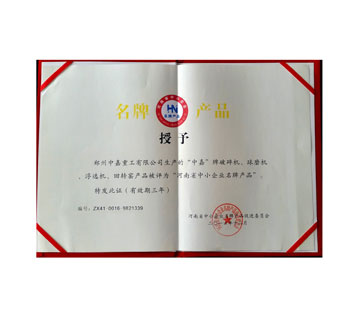 名牌 HN 产品
授予
郑州中嘉重工有限公司生产的“中嘉”牌破碎机、球磨机
、浮选机、回转窑产品被评为“河南省中小企业名牌产品”。
特发此证（有效期三年）
编号：ZX41-0016-9821339